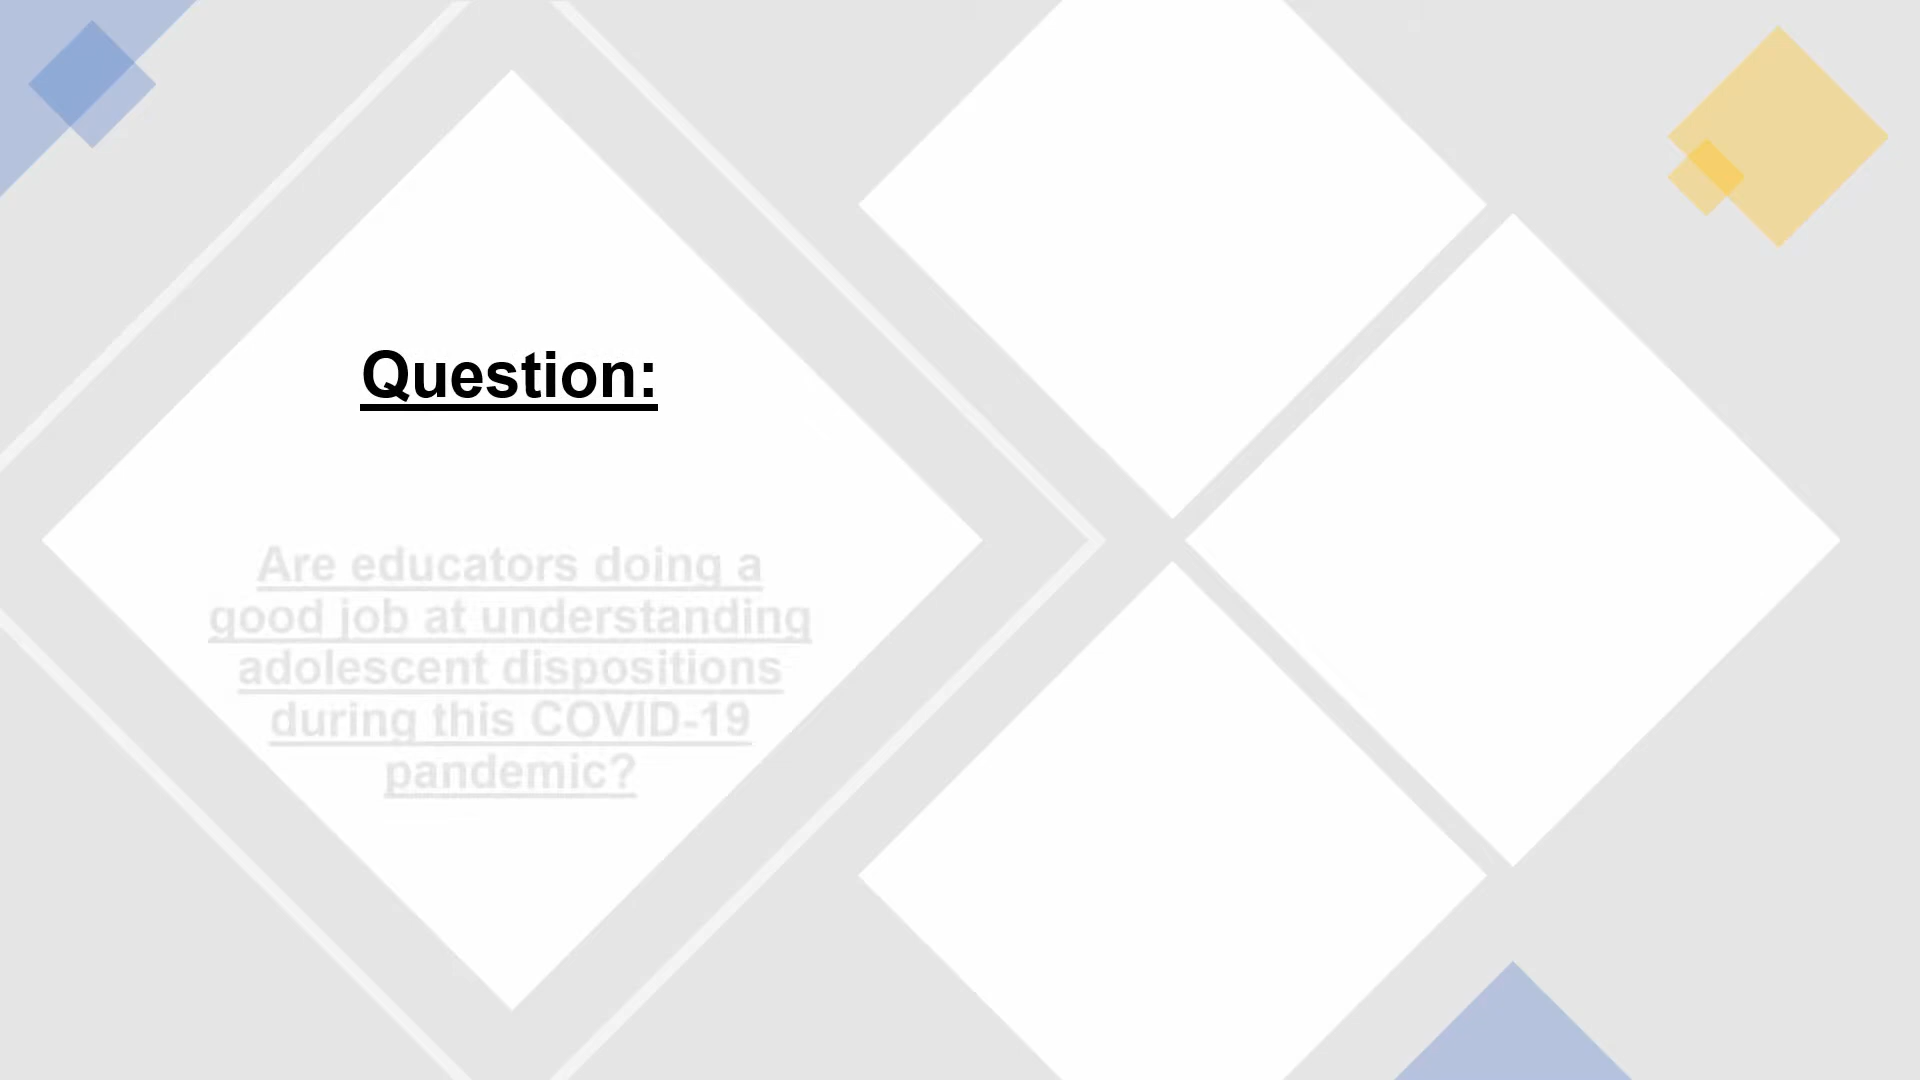 Question:
Are educators doing a
good job at understanding
adolescent dispositions
during this COVID-19
pandemic?